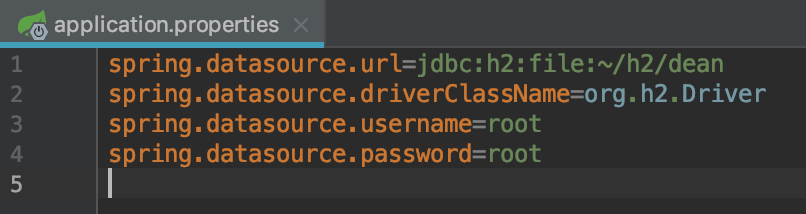 application.properties
1 spring.datasource.url=jdbc:h2:file:~/h2/dean
2 spring.datasource.driverClassName=org.h2.Driver
3 spring.datasource.username=root
4 spring.datasource.password=root
5